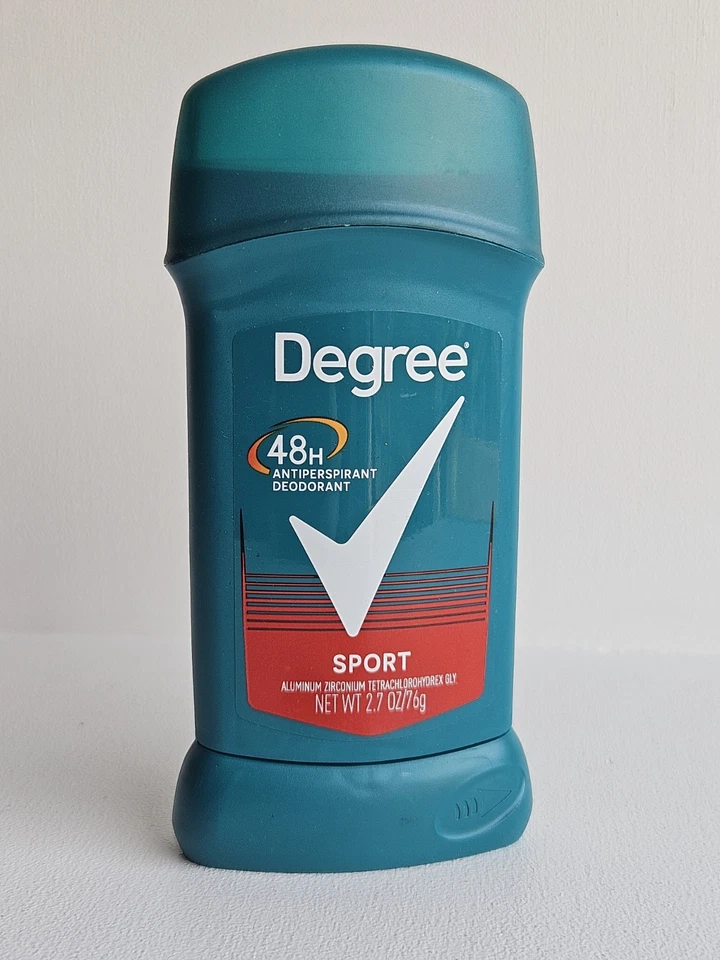 Degree®
48H
ANTIPERSPIRANT
DEODORANT
SPORT
ALUMINUM ZIRCONIUM TETRACHLOROHYDREX GLY
NET WT 2.7 OZ/76g